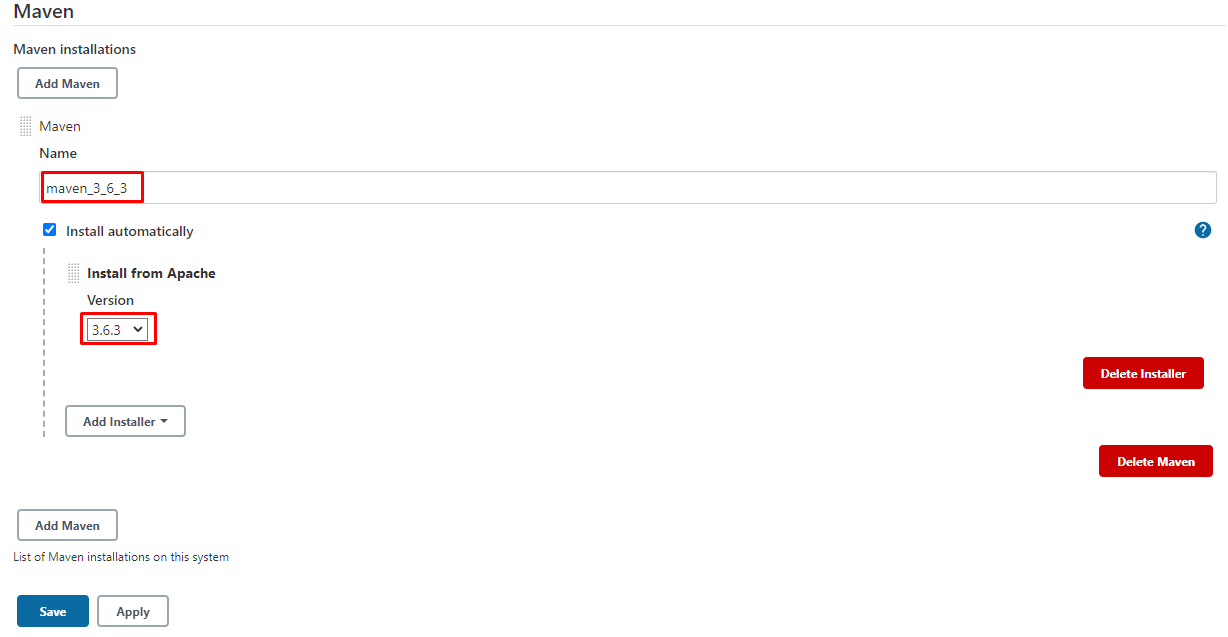 Maven
Maven installations
Add Maven
Maven
Name
maven_3_6_3
Install automatically
?
Install from Apache
Version
3.6.3
Delete Installer
Add Installer
Delete Maven
Add Maven
List of Maven installations on this system
Save Apply